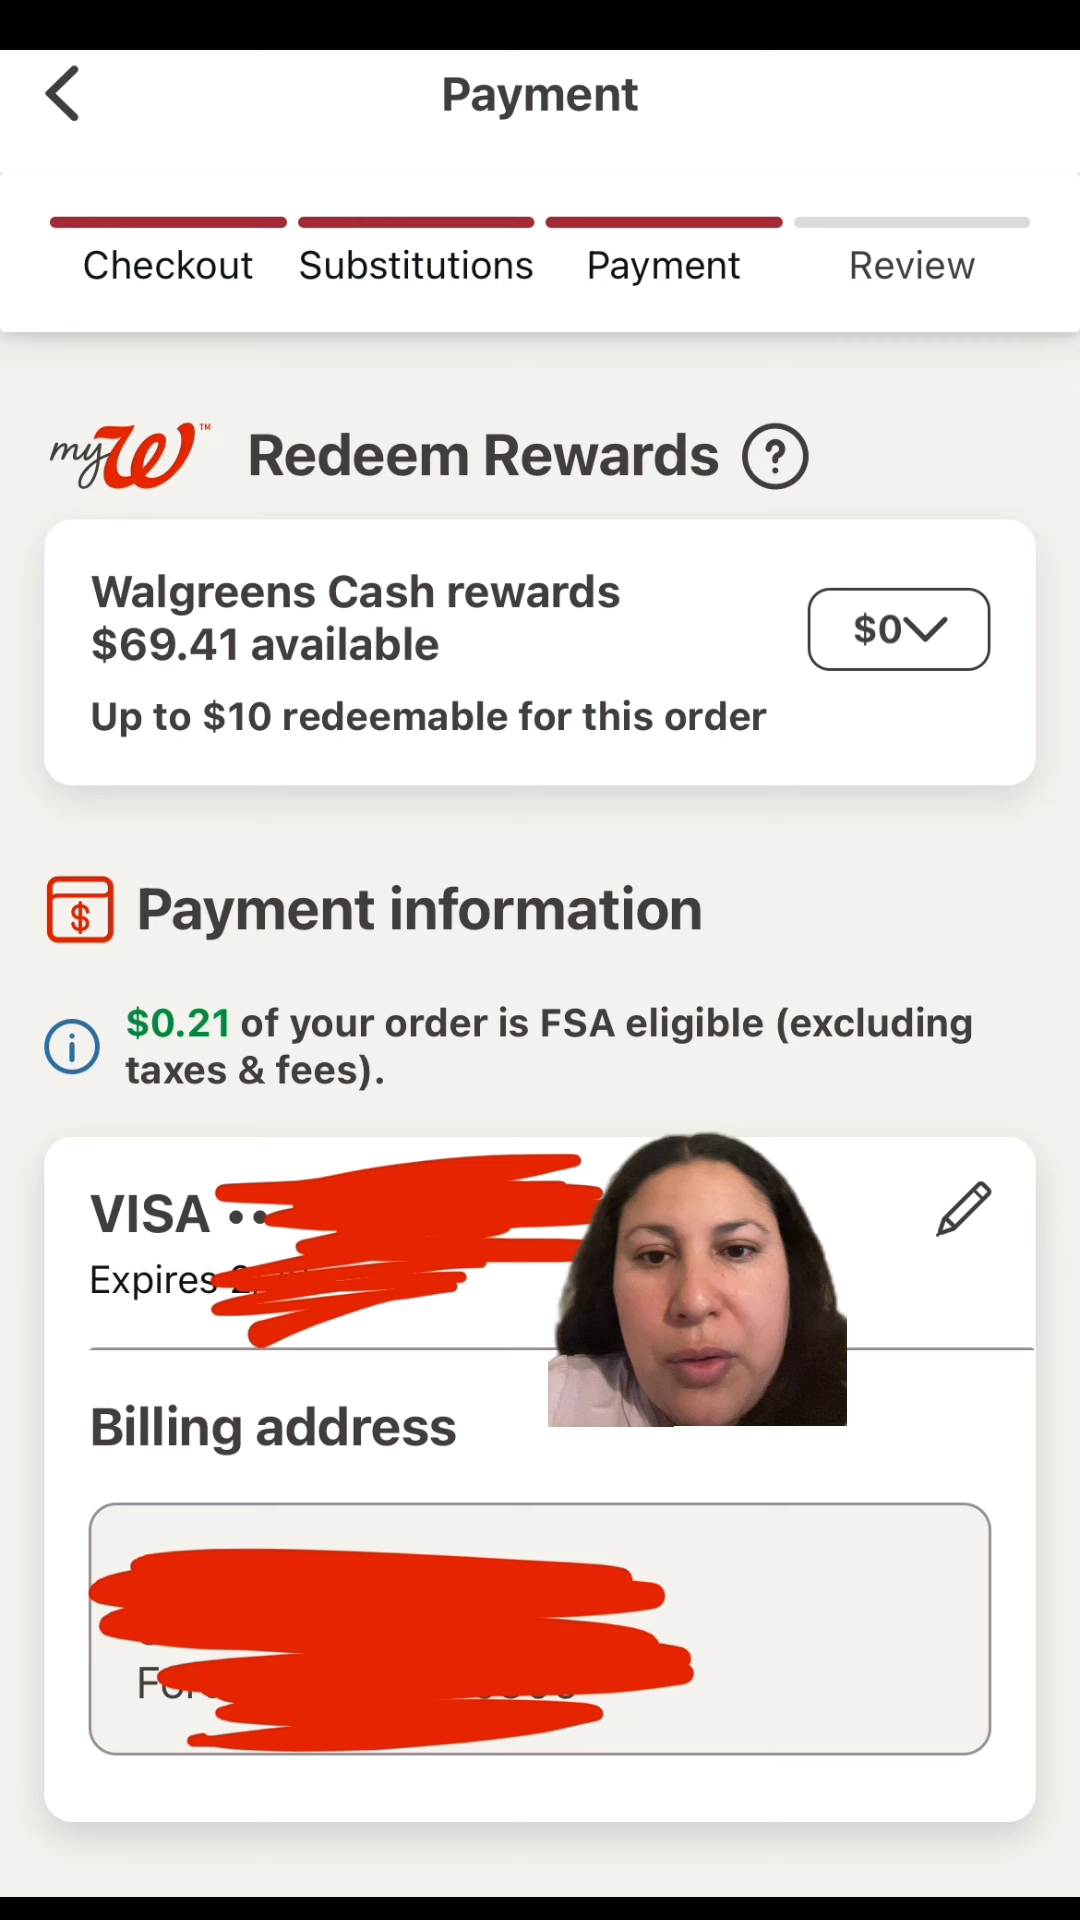 Payment
Checkout Substitutions Payment Review
myW™ Redeem Rewards ?
Walgreens Cash rewards
$69.41 available
$0
Up to $10 redeemable for this order
$ Payment information
i $0.21 of your order is FSA eligible (excluding
taxes & fees).
VISA ••
Expires
Billing address